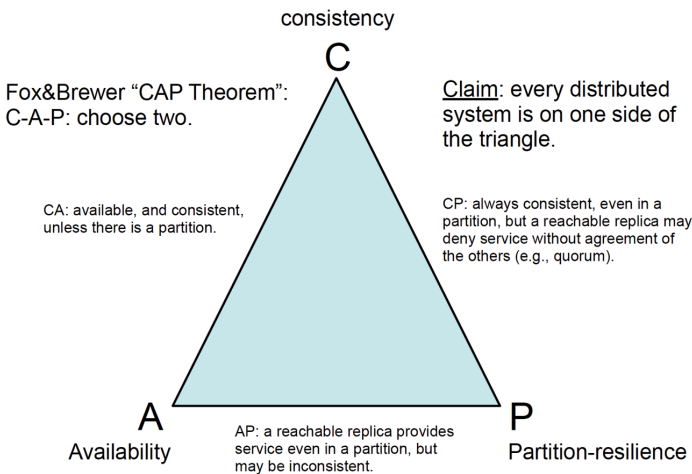 consistency
C
Fox&Brewer “CAP Theorem”:
C-A-P: choose two.
Claim: every distributed
system is on one side of
the triangle.
CA: available, and consistent,
unless there is a partition.
CP: always consistent, even in a
partition, but a reachable replica may
deny service without agreement of
the others (e.g., quorum).
A
Availability
AP: a reachable replica provides
service even in a partition, but
may be inconsistent.
P
Partition-resilience